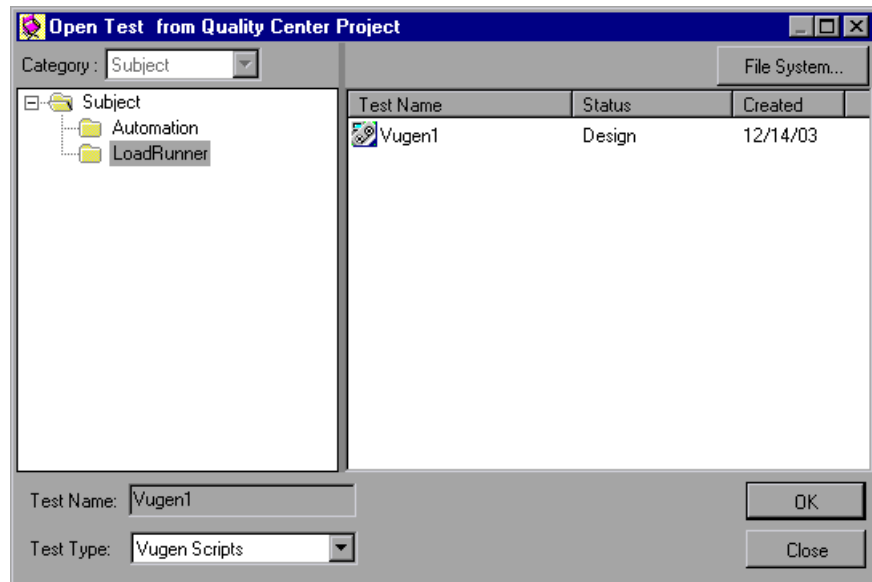 Open Test  from Quality Center Project
Category : Subject
File System...
Subject
Automation
LoadRunner
Test Name Status Created
Vugen1 Design 12/14/03
Test Name: Vugen1
OK
Test Type: Vugen Scripts
Close